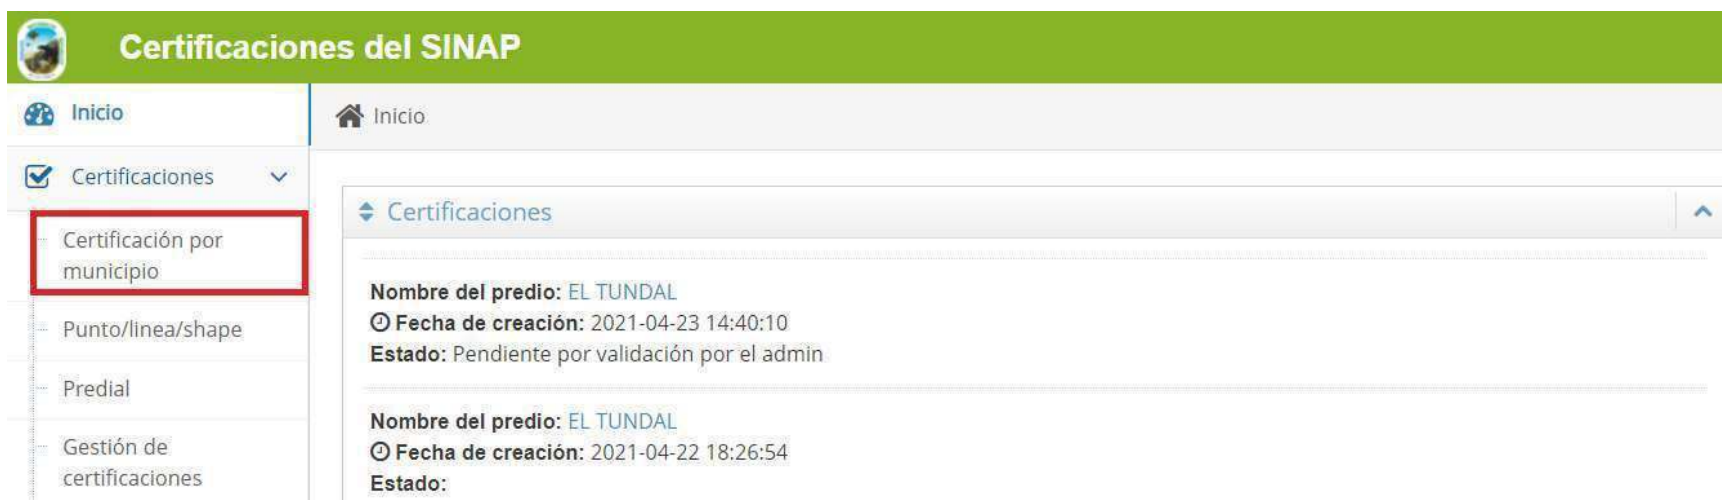 Certificaciones del SINAP
Inicio
Inicio
Certificaciones
Certificación por
municipio
Punto/linea/shape
Predial
Gestión de
certificaciones
Certificaciones
Nombre del predio: EL TUNDAL
Fecha de creación: 2021-04-23 14:40:10
Estado: Pendiente por validación por el admin
Nombre del predio: EL TUNDAL
Fecha de creación: 2021-04-22 18:26:54
Estado: